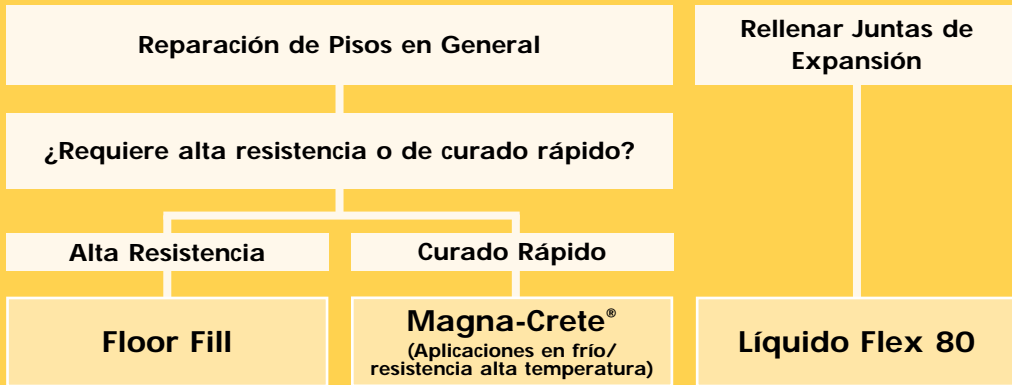 Reparación de Pisos en General
Rellenar Juntas de
Expansión
¿Requiere alta resistencia o de curado rápido?
Alta Resistencia
Curado Rápido
Floor Fill
Magna-Crete®
(Aplicaciones en frío/
resistencia alta temperatura)
Líquido Flex 80